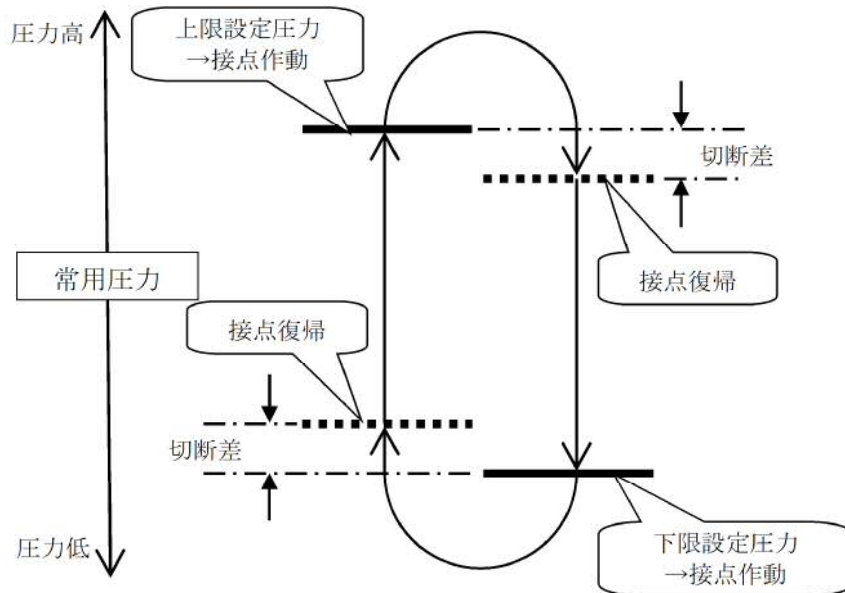 圧力高
上限設定圧力
→接点作動
切断差
常用圧力
接点復帰
接点復帰
切断差
圧力低
下限設定圧力
→接点作動